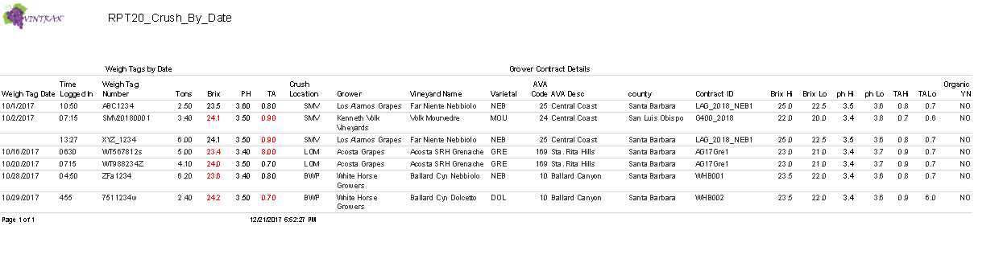 VINTRAX RPT20_Crush_By_Date
Weigh Tags by Date Grower Contract Details
Time Weigh Tag Crush AVA Organic
Weigh Tag Date Logged In Number Tons Brix PH TA Location Grower Vineyard Name Varietal Code AVA Desc county Contract ID Brix Hi Brix Lo ph Hi ph Lo TAHi TALo YN
10/1/2017 10:50 ABC1234 2.50 23.5 3.60 0.80 SMV Los Alamos Grapes Far Niente Nebbiolo NEB 25 Central Coast Santa Barbara LAG_2018_NEB1 25.0 22.5 3.5 3.6 0.8 0.7 NO
10/2/2017 07:15 SMV20180001 3.40 24.1 3.50 0.90 SMV Kenneth Volk Volk Mourvedre MOU 24 Central Coast San Luis Obispo G400_2018 22.0 20.0 3.4 3.8 0.7 0.6 NO
Vineyards
13:27 XYZ_1234 6.00 24.1 3.50 0.90 SMV Los Alamos Grapes Far Niente Nebbiolo NEB 25 Central Coast Santa Barbara LAG_2018_NEB1 25.0 22.5 3.5 3.6 0.8 0.7 NO
10/16/2017 0630 WT567812s 5.00 23.4 3.40 8.00 LOM Acosta Grapes Acosta SRH Grenache GRE 169 Sta. Rita Hills Santa Barbara AG17Gre1 23.0 21.0 3.4 3.7 0.9 0.7 NO
10/20/2017 0715 WT988234Z 4.10 24.0 3.50 0.70 LOM Acosta Grapes Acosta SRH Grenache GRE 169 Sta. Rita Hills Santa Barbara AG17Gre1 23.0 21.0 3.4 3.7 0.9 0.7 NO
10/28/2017 04:50 ZFa1234 6.20 23.6 3.40 0.80 BWP White Horse Ballard Cyn Nebbiolo NEB 10 Ballard Canyon Santa Barbara WHB001 23.5 22.0 3.4 3.6 0.8 0.7 NO
Growers
10/29/2017 455 7511234w 2.40 24.2 3.50 0.70 BWP White Horse Ballard Cyn Dolcetto DOL 10 Ballard Canyon Santa Barbara WHB002 23.5 22.0 3.4 3.6 0.9 6.0 NO
Growers
Page 1 of 1 12/21/2017 6:52:27 PM